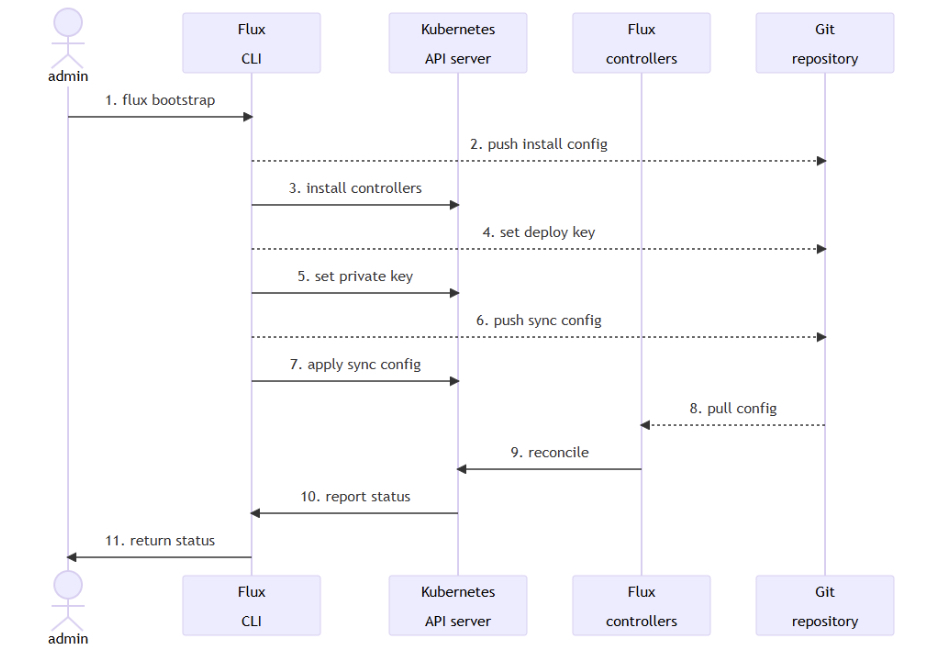 admin
Flux
CLI
Kubernetes
API server
Flux
controllers
Git
repository
1. flux bootstrap
2. push install config
3. install controllers
4. set deploy key
5. set private key
6. push sync config
7. apply sync config
8. pull config
9. reconcile
10. report status
11. return status
admin
Flux
CLI
Kubernetes
API server
Flux
controllers
Git
repository